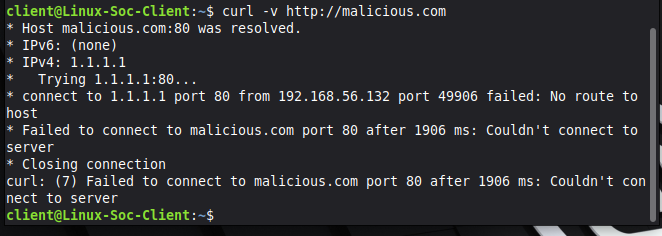 client@Linux-Soc-Client:~$ curl -v http://malicious.com
* Host malicious.com:80 was resolved.
* IPv6: (none)
* IPv4: 1.1.1.1
*   Trying 1.1.1.1:80...
* connect to 1.1.1.1 port 80 from 192.168.56.132 port 49906 failed: No route to
host
* Failed to connect to malicious.com port 80 after 1906 ms: Couldn't connect to
server
* Closing connection
curl: (7) Failed to connect to malicious.com port 80 after 1906 ms: Couldn't con
nect to server
client@Linux-Soc-Client:~$